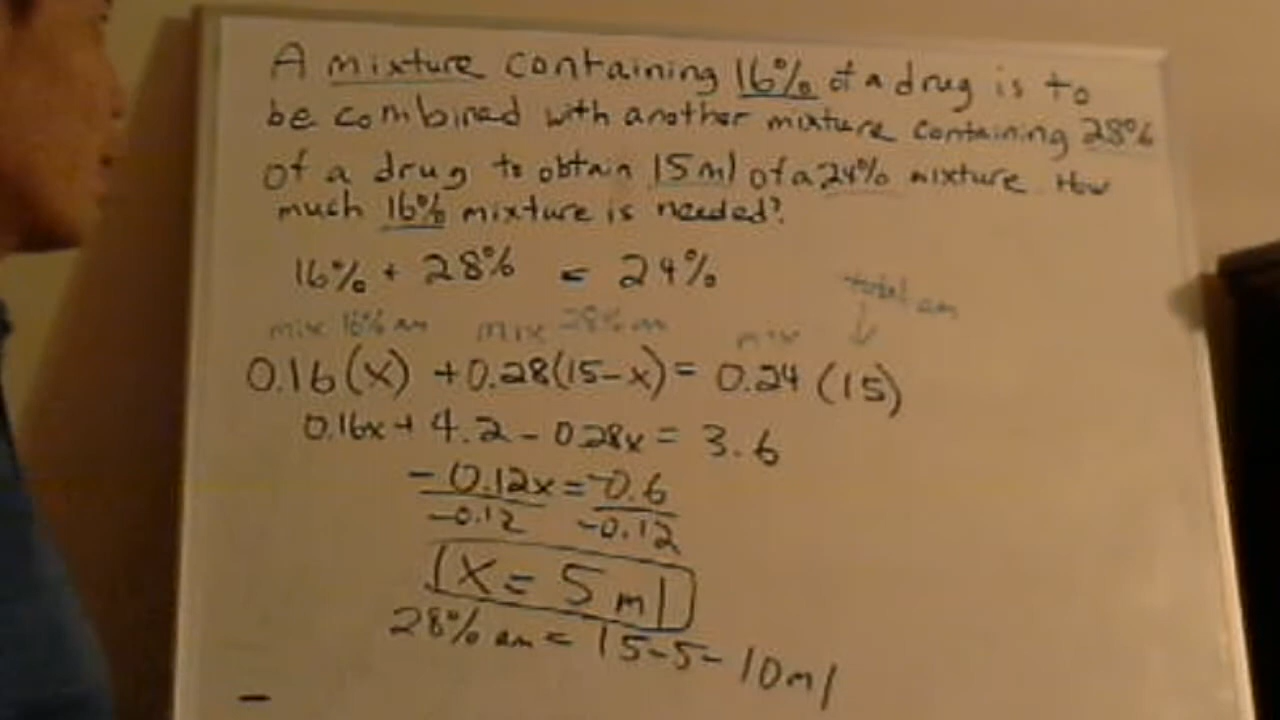 A mixture containing 16% of a drug is to
be combined with another mixture containing 28%
of a drug to obtain 15ml of a 24% mixture. How
much 16% mixture is needed?
16% + 28% = 24%
total am
mix 16% am mix 28% am mix
0.16(x) +0.28(15-x)= 0.24 (15)
0.16x+ 4.2 - 0.28x = 3.6
-0.12x = -0.6
-0.12 -0.12
x = 5 ml
28% am = 15-5- 10ml